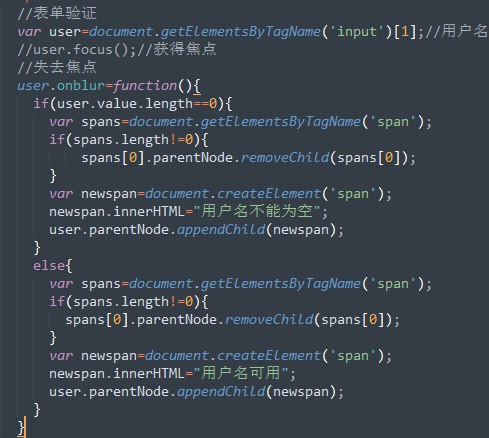 //表单验证
var user=document.getElementsByTagName('input')[1];//用户名
//user.focus();//获得焦点
//失去焦点
user.onblur=function(){
if(user.value.length==0){
var spans=document.getElementsByTagName('span');
if(spans.length!=0){
spans[0].parentNode.removeChild(spans[0]);
}
var newspan=document.createElement('span');
newspan.innerHTML="用户名不能为空";
user.parentNode.appendChild(newspan);
}
else{
var spans=document.getElementsByTagName('span');
if(spans.length!=0){
spans[0].parentNode.removeChild(spans[0]);
}
var newspan=document.createElement('span');
newspan.innerHTML="用户名可用";
user.parentNode.appendChild(newspan);
}
}